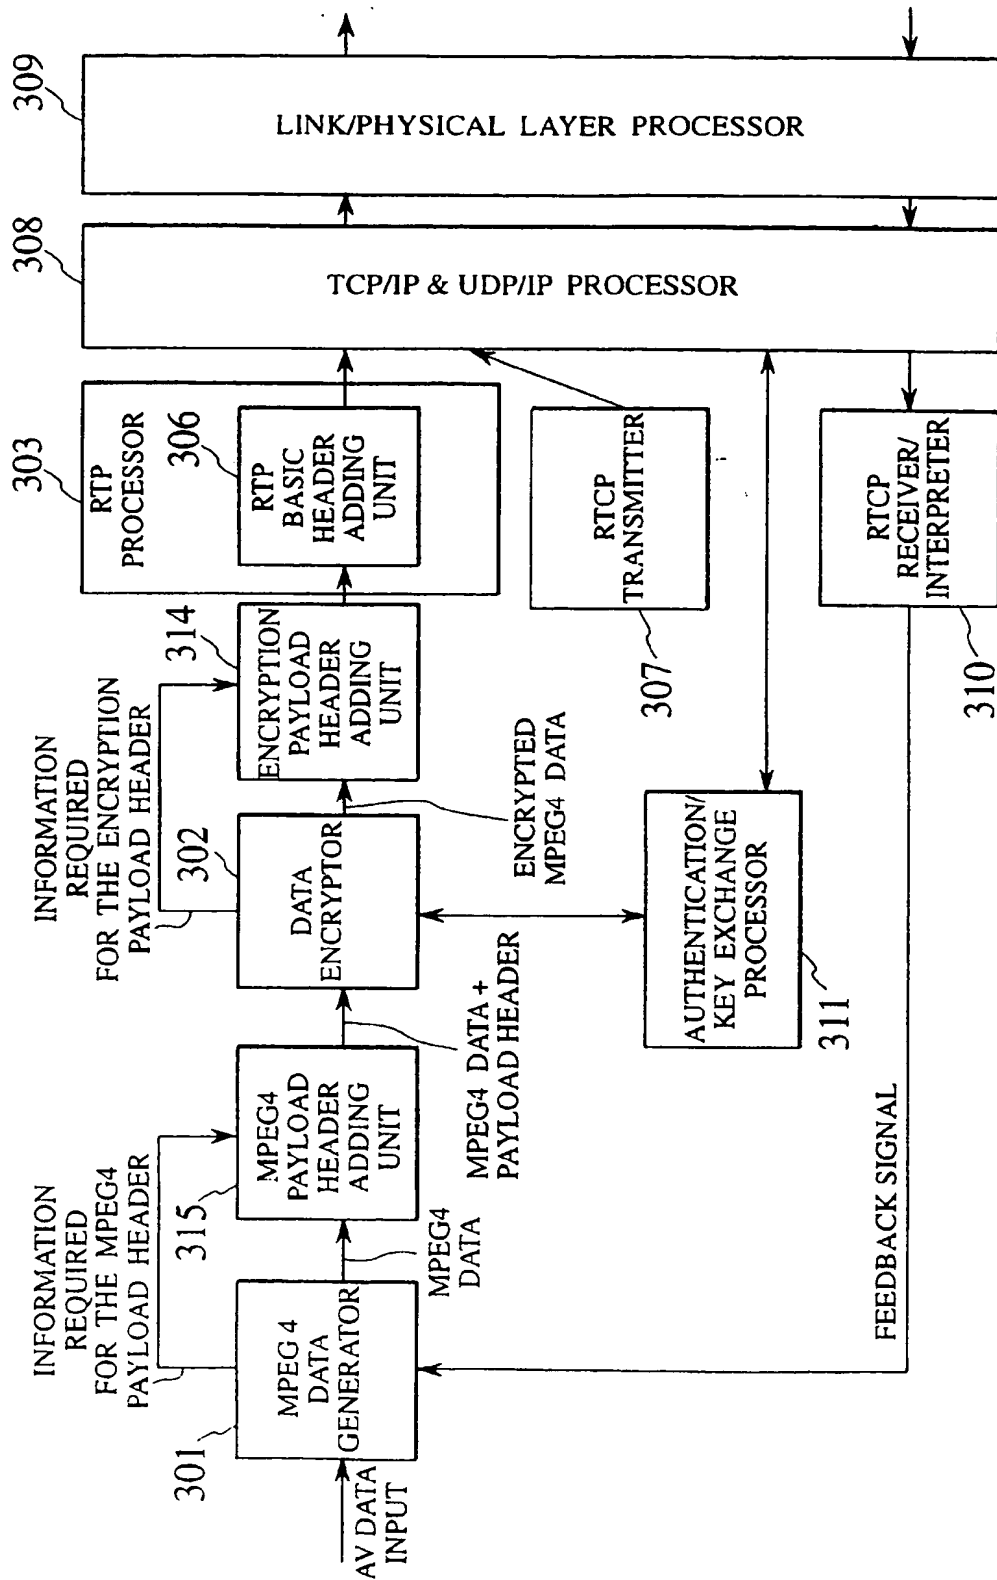 AV DATA
INPUT
301
MPEG 4
DATA
GENERATOR
INFORMATION
REQUIRED
FOR THE MPEG4
PAYLOAD HEADER
MPEG4
DATA
315
MPEG4
PAYLOAD
HEADER
ADDING
UNIT
MPEG4 DATA +
PAYLOAD HEADER
302
DATA
ENCRYPTOR
INFORMATION
REQUIRED
FOR THE ENCRYPTION
PAYLOAD HEADER
ENCRYPTED
MPEG4 DATA
314
ENCRYPTION
PAYLOAD
HEADER
ADDING
UNIT
303
RTP
PROCESSOR
306
RTP
BASIC
HEADER
ADDING
UNIT
308
TCP/IP & UDP/IP PROCESSOR
309
LINK/PHYSICAL LAYER PROCESSOR
RTCP
TRANSMITTER
307
AUTHENTICATION/
KEY EXCHANGE
PROCESSOR
311
RTCP
RECEIVER/
INTERPRETER
310
FEEDBACK SIGNAL